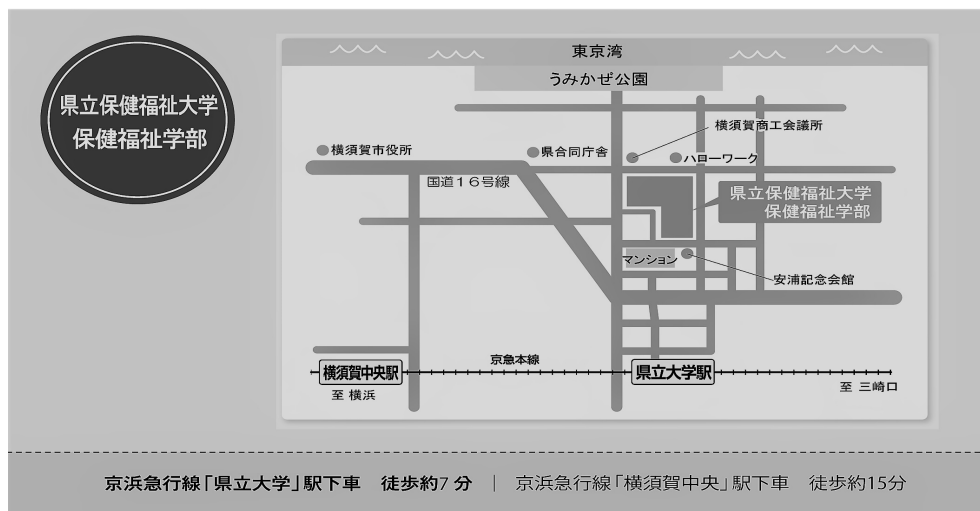 県立保健福祉大学
保健福祉学部
東京湾
うみかぜ公園
横須賀商工会議所
横須賀市役所
県合同庁舎
ハローワーク
国道16号線
県立保健福祉大学
保健福祉学部
マンション
安浦記念会館
京急本線
横須賀中央駅
県立大学駅
至 横浜
至 三崎口
京浜急行線「県立大学」駅下車 徒歩約7分 | 京浜急行線「横須賀中央」駅下車 徒歩約15分